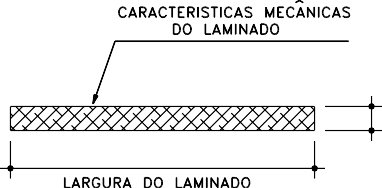 CARACTERISTICAS MECÂNICAS
DO LAMINADO
LARGURA DO LAMINADO